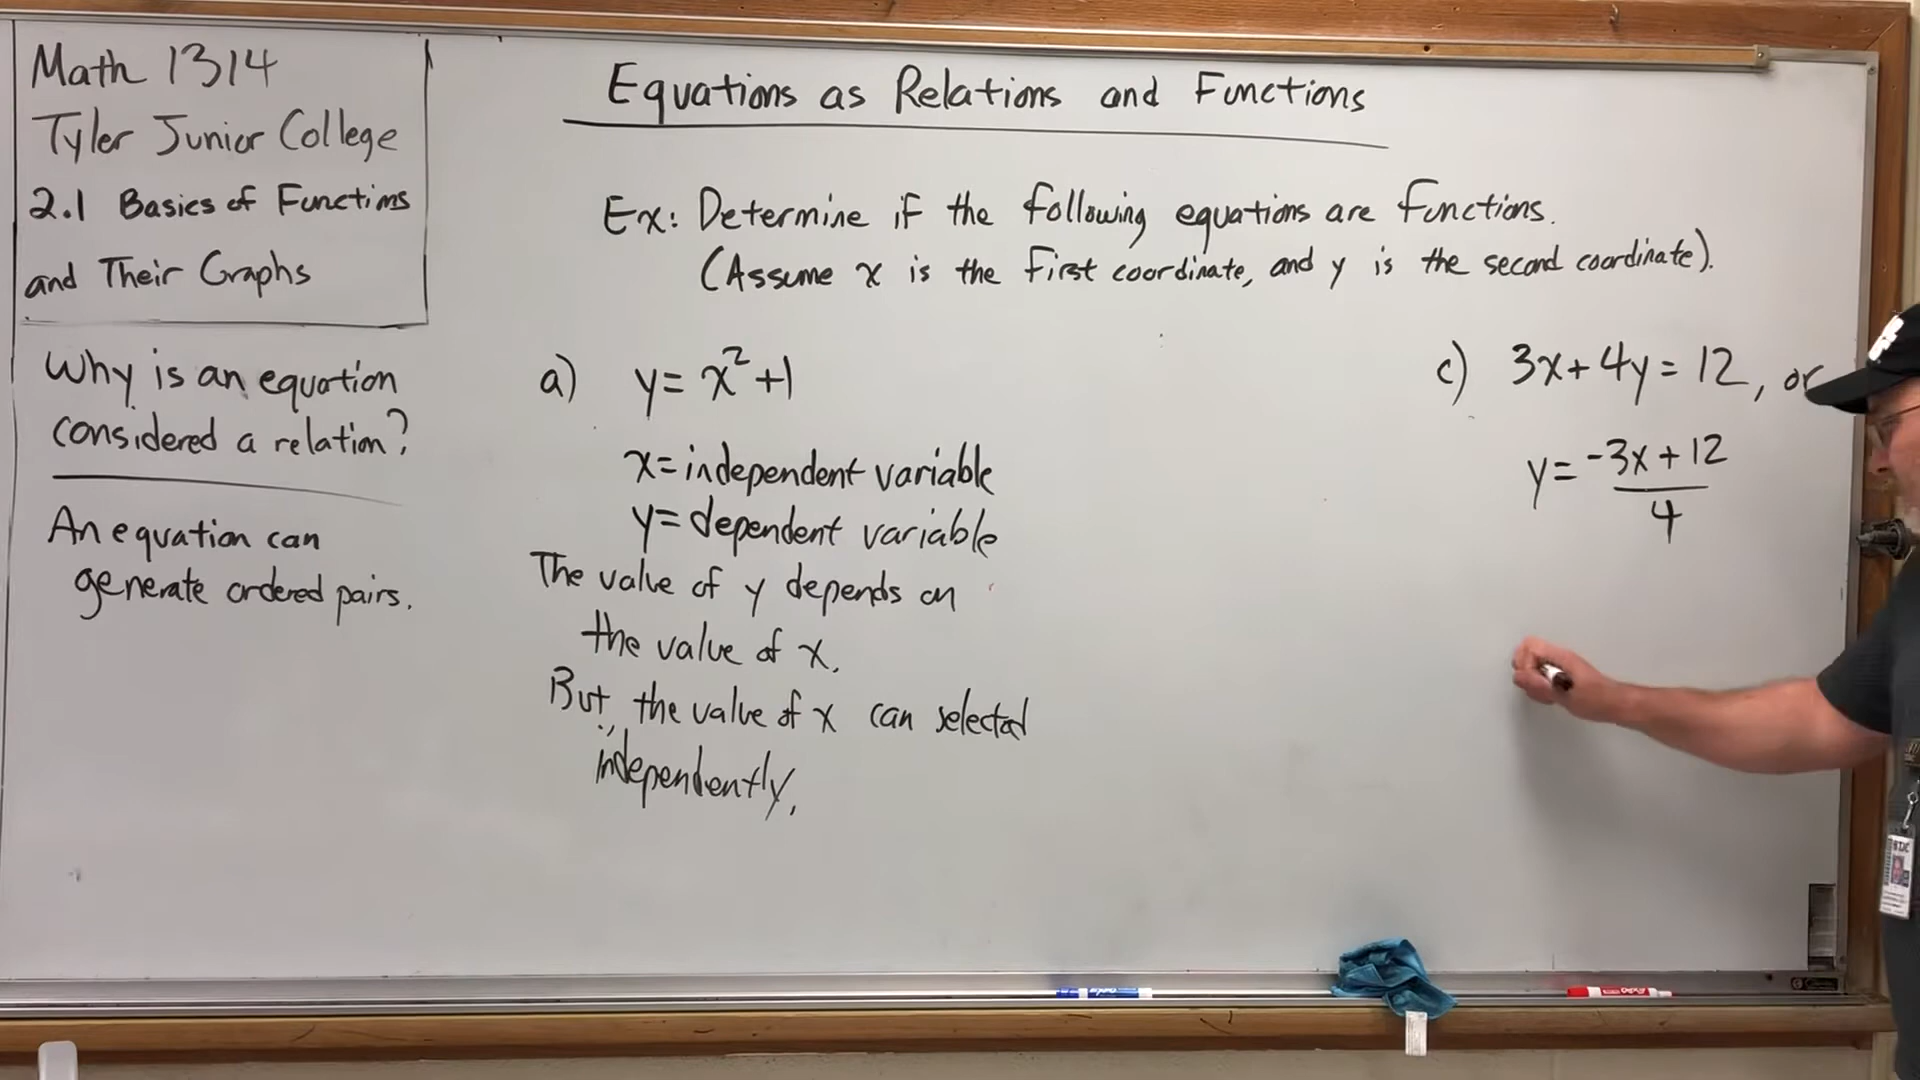 Math 1314
Tyler Junior College
2.1 Basics of Functions
and Their Graphs
Why is an equation
considered a relation?
An equation can
generate ordered pairs.
Equations as Relations and Functions
Ex: Determine if the following equations are functions.
(Assume x is the first coordinate, and y is the second coordinate).
a) y = x²+1
x = independent variable
y = dependent variable
The value of y depends on
the value of x.
But, the value of x can selected
independently.
c) 3x+4y = 12, or
y = (-3x+12)/4